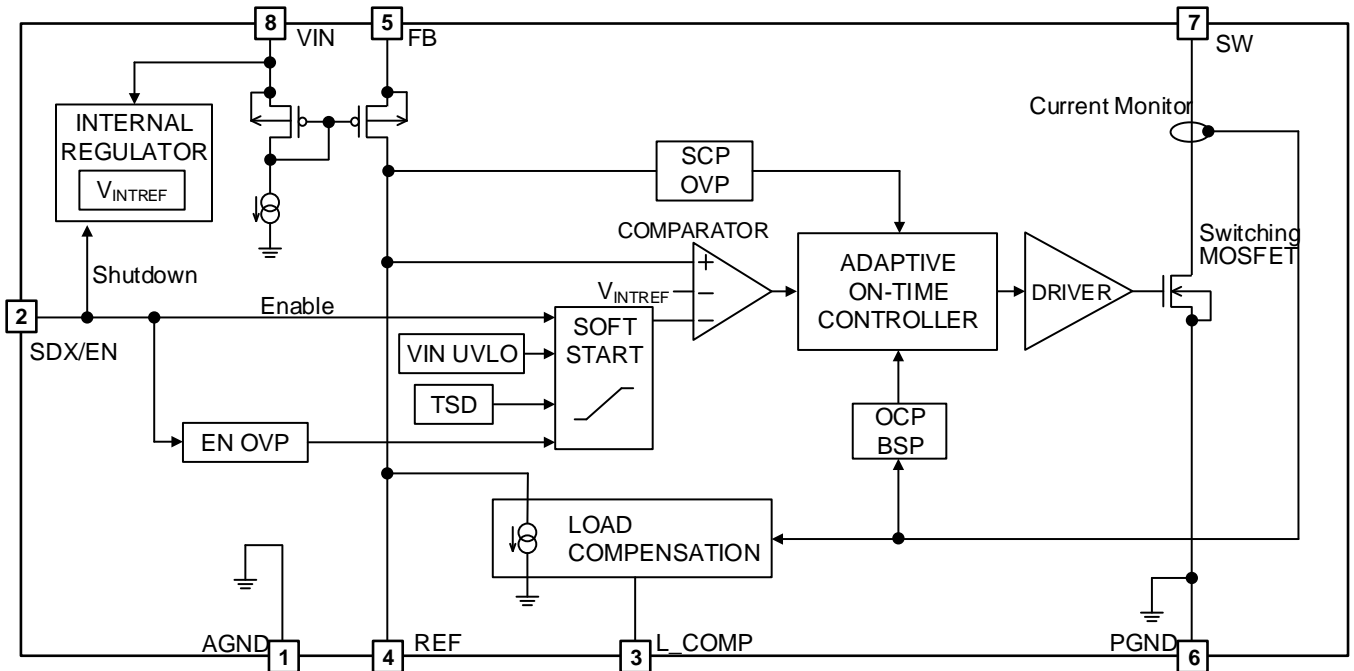 8
VIN
5
FB
7
SW
Current Monitor
INTERNAL
REGULATOR
VINTREF
SCP
OVP
COMPARATOR
Switching
MOSFET
Shutdown
+
VINTREF
−
−
ADAPTIVE
ON-TIME
CONTROLLER
DRIVER
2
SDX/EN
Enable
SOFT
START
VIN UVLO
TSD
EN OVP
OCP
BSP
LOAD
COMPENSATION
AGND
1
4
REF
3
L_COMP
PGND
6